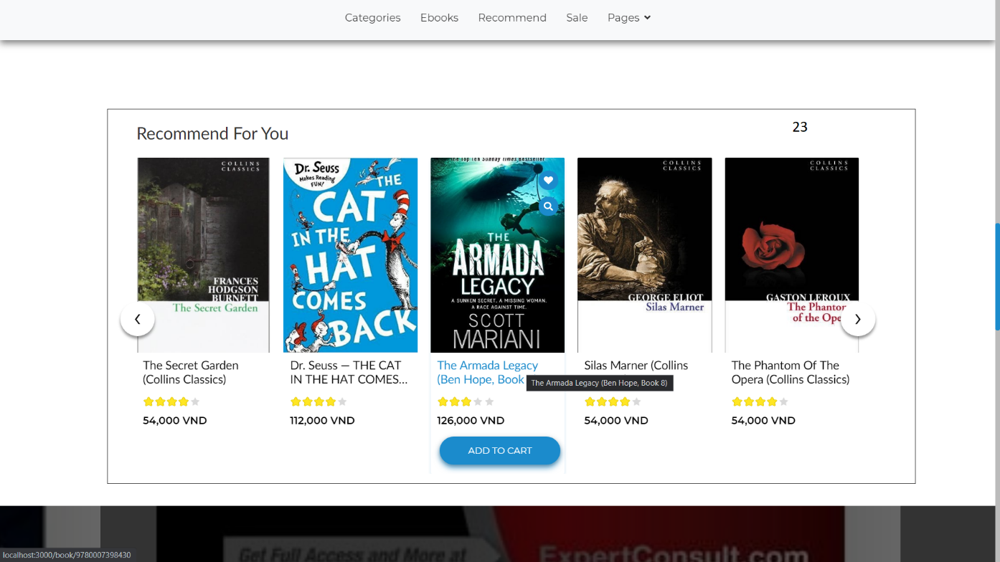 Categories Ebooks Recommend Sale Pages
Recommend For You
23
COLLINS
CLASSICS
FRANCES
HODGSON
BURNETT
The Secret Garden
Dr. Seuss
Makes Reading
FUN!
THE
CAT
IN THE
HAT
COMES
BACK
The Top Ten Sunday Times Bestseller
THE
ARMADA
LEGACY
A SUNKEN SECRET. A MISSING WOMAN.
A RACE AGAINST TIME.
SCOTT
MARIANI
COLLINS
CLASSICS
GEORGE ELIOT
Silas Marner
COLLINS
CLASSICS
GASTON LEROUX
The Phantom
of the Ope
The Secret Garden
(Collins Classics)
54,000 VND
Dr. Seuss — THE CAT
IN THE HAT COMES...
112,000 VND
The Armada Legacy
(Ben Hope, Book
The Armada Legacy (Ben Hope, Book 8)
126,000 VND
ADD TO CART
Silas Marner (Collins
54,000 VND
The Phantom Of The
Opera (Collins Classics)
54,000 VND
Get Full Access and More at
ExpertConsult.com
localhost:3000/book/9780007398430